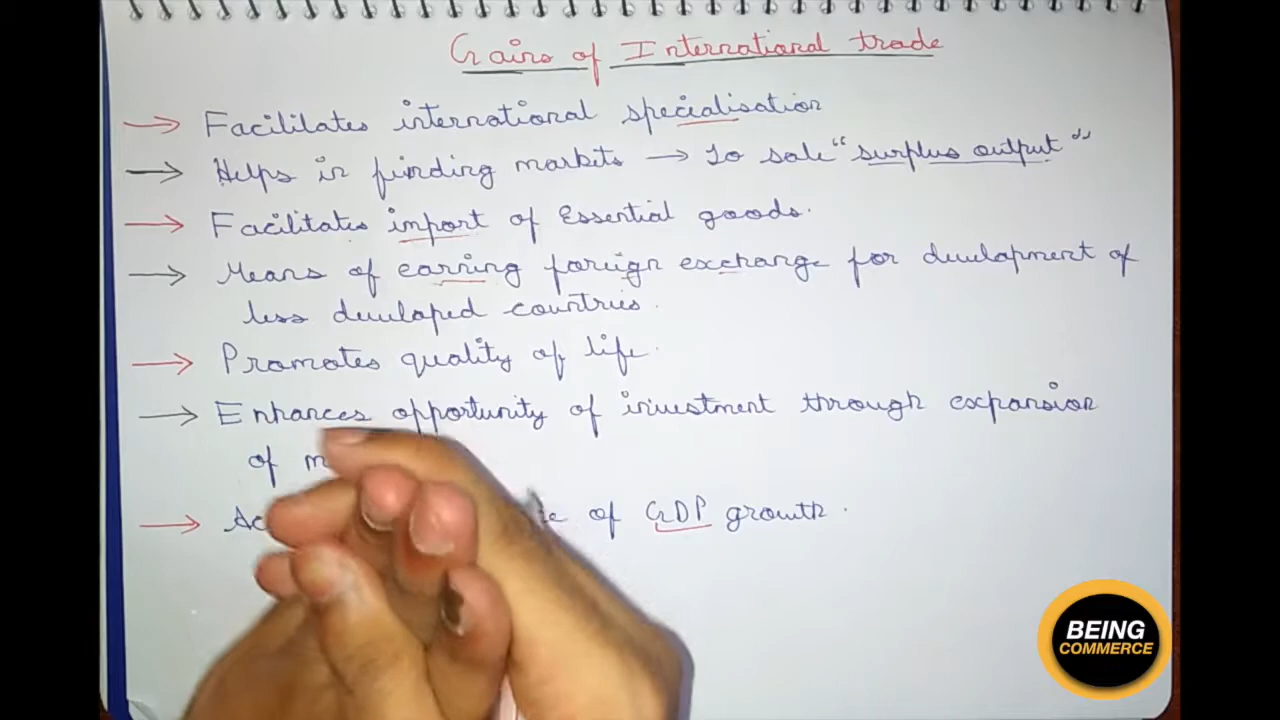 Gains of International trade
→ Facililates international specialisation
→ Helps in finding markets → To sale "surplus output"
→ Facilitates import of Essential goods.
→ Means of earning foreign exchange for development of
less developed countries.
→ Promotes quality of life.
→ Enhances opportunity of investment through expansion
of
→ of GDP growth.
BEING
COMMERCE